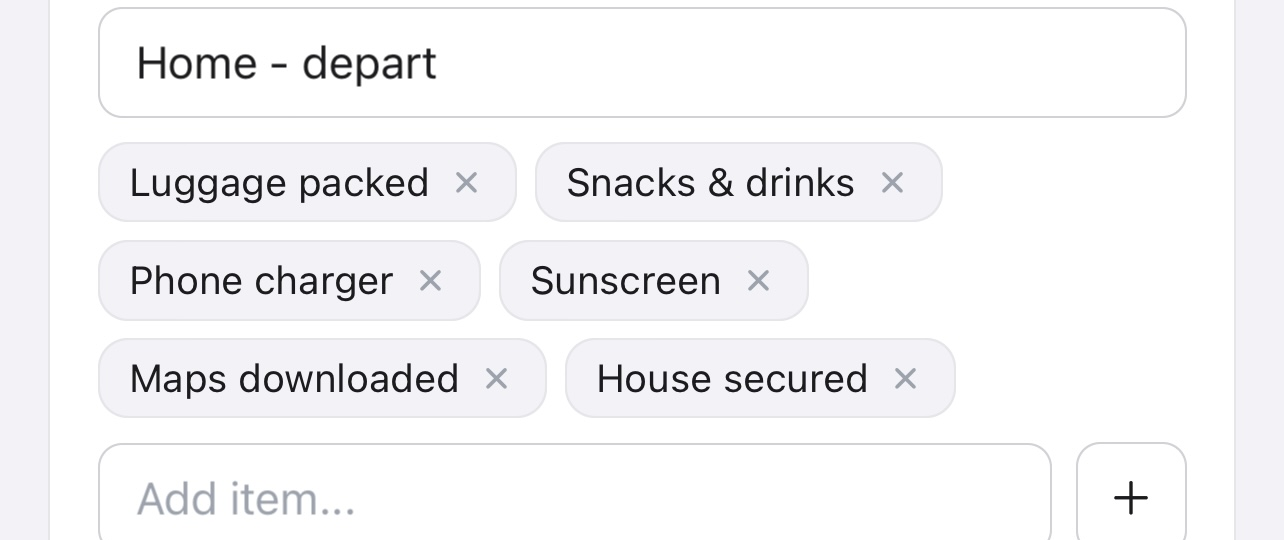 Home - depart
Luggage packed × Snacks & drinks ×
Phone charger × Sunscreen ×
Maps downloaded × House secured ×
Add item... +